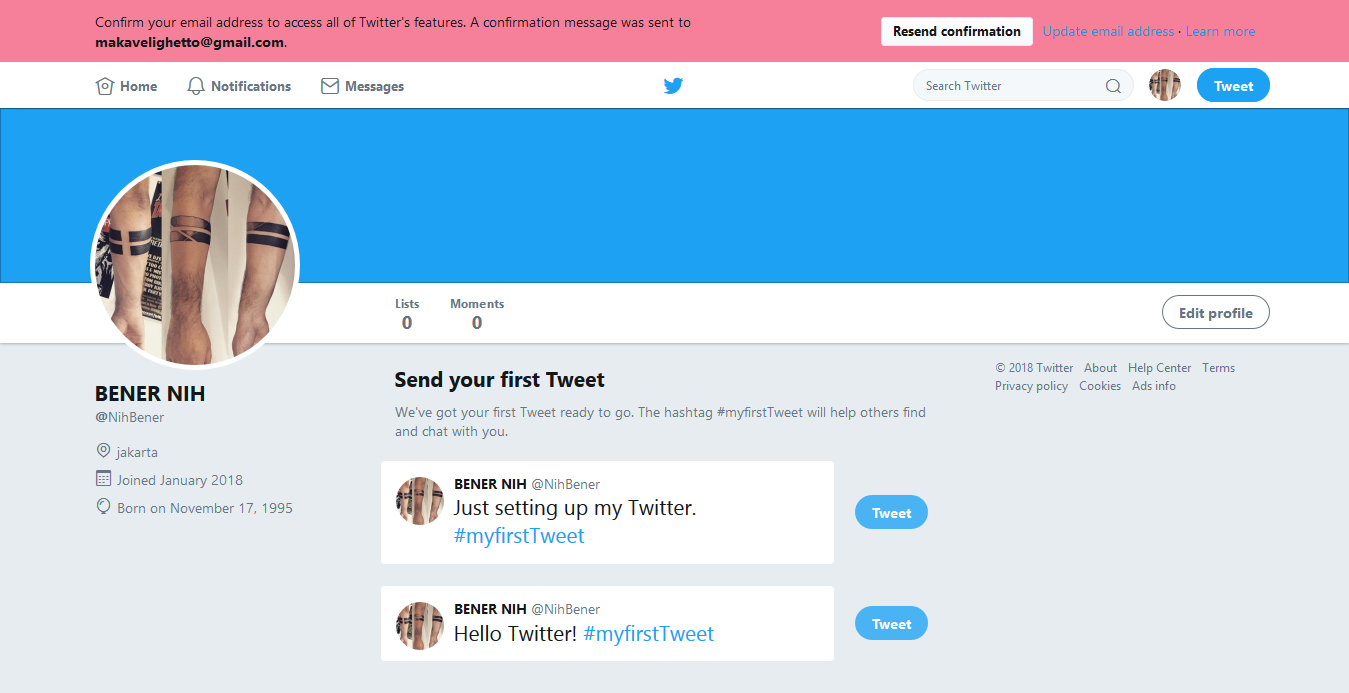 Confirm your email address to access all of Twitter's features. A confirmation message was sent to
makavelighetto@gmail.com.
Resend confirmation
Update email address · Learn more
Home
Notifications
Messages
Search Twitter
Tweet
Lists
0
Moments
0
Edit profile
BENER NIH
@NihBener
jakarta
Joined January 2018
Born on November 17, 1995
Send your first Tweet
We've got your first Tweet ready to go. The hashtag #myfirstTweet will help others find
and chat with you.
BENER NIH @NihBener
Just setting up my Twitter.
#myfirstTweet
Tweet
BENER NIH @NihBener
Hello Twitter! #myfirstTweet
Tweet
© 2018 Twitter About Help Center Terms
Privacy policy Cookies Ads info